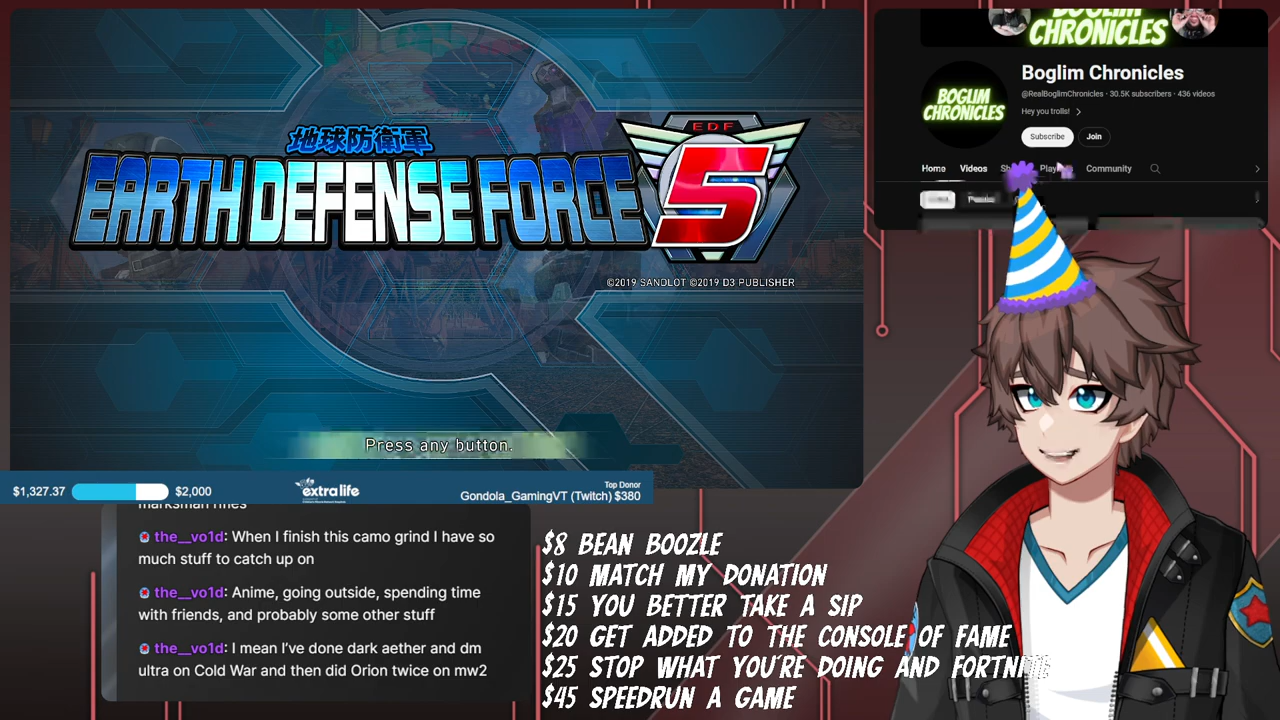 地球防衛軍
EARTH DEFENSE FORCE
EDF
5
©2019 SANDLOT ©2019 D3 PUBLISHER
Press any button.
BOGLIM
CHRONICLES
Boglim Chronicles
BOGLIM
CHRONICLES
@RealBoglimChronicles · 30.5K subscribers · 436 videos
Hey you trolls!
Subscribe
Join
Home
Videos
Community
$1,327.37
$2,000
extralife
Top Donor
Gondola_GamingVT (Twitch) $380
marksman rifles
the__vo1d: When I finish this camo grind I have so
much stuff to catch up on
the__vo1d: Anime, going outside, spending time
with friends, and probably some other stuff
the__vo1d: I mean I've done dark aether and dm
ultra on Cold War and then did Orion twice on mw2
$8 BEAN BOOZLE
$10 MATCH MY DONATION
$15 YOU BETTER TAKE A SIP
$20 GET ADDED TO THE CONSOLE OF FAME
$25 STOP WHAT YOU'RE DOING AND FORTNITE
$45 SPEEDRUN A GAME